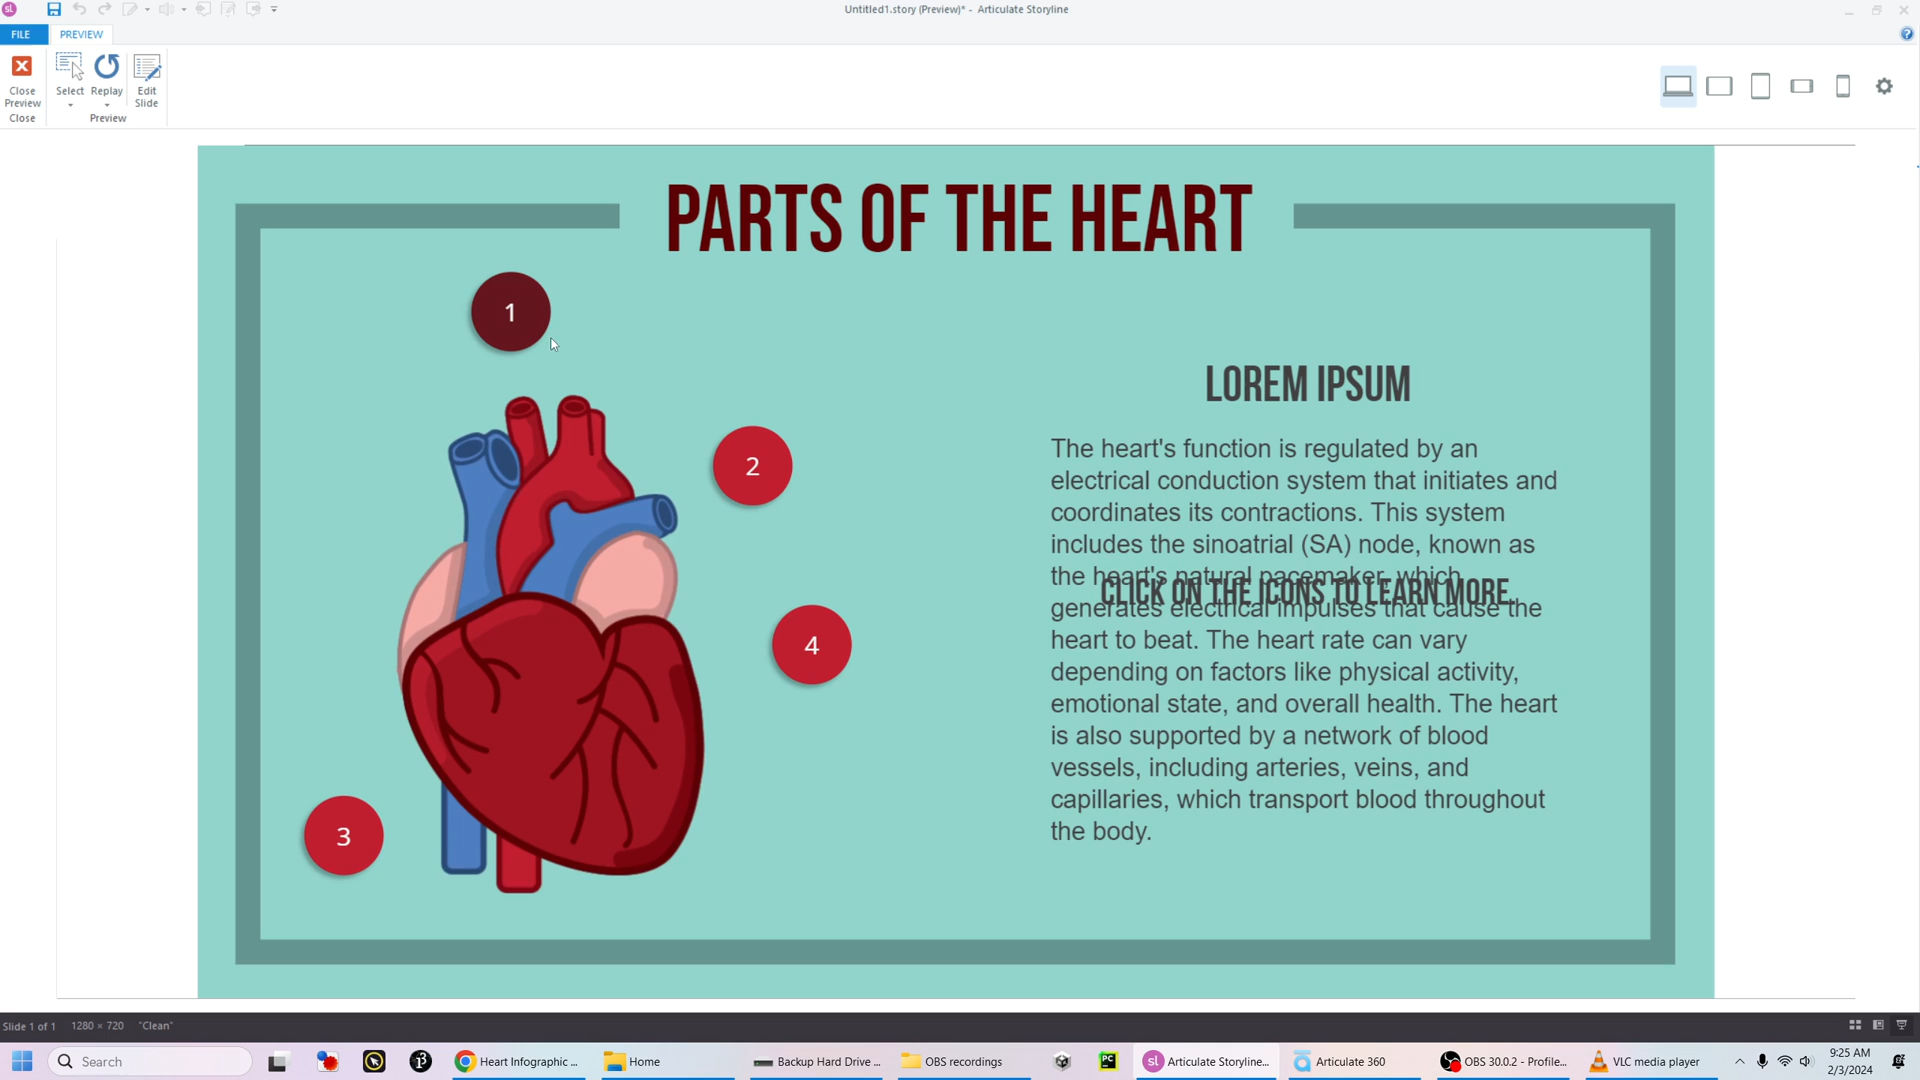 sl
Untitled1.story (Preview)* - Articulate Storyline
FILE
PREVIEW
?
Close
Preview
Select
Replay
Edit
Slide
Close
Preview
PARTS OF THE HEART
1
2
4
3
LOREM IPSUM
The heart's function is regulated by an
electrical conduction system that initiates and
coordinates its contractions. This system
includes the sinoatrial (SA) node, known as
the heart's natural pacemaker, which
CLICK ON THE ICONS TO LEARN MORE.
generates electrical impulses that cause the
heart to beat. The heart rate can vary
depending on factors like physical activity,
emotional state, and overall health. The heart
is also supported by a network of blood
vessels, including arteries, veins, and
capillaries, which transport blood throughout
the body.
Slide 1 of 1 1280 × 720 "Clean"
Search
Heart Infographic ...
Home
Backup Hard Drive ...
OBS recordings
PC
sl Articulate Storyline...
Articulate 360
OBS 30.0.2 - Profile...
VLC media player
9:25 AM
2/3/2024